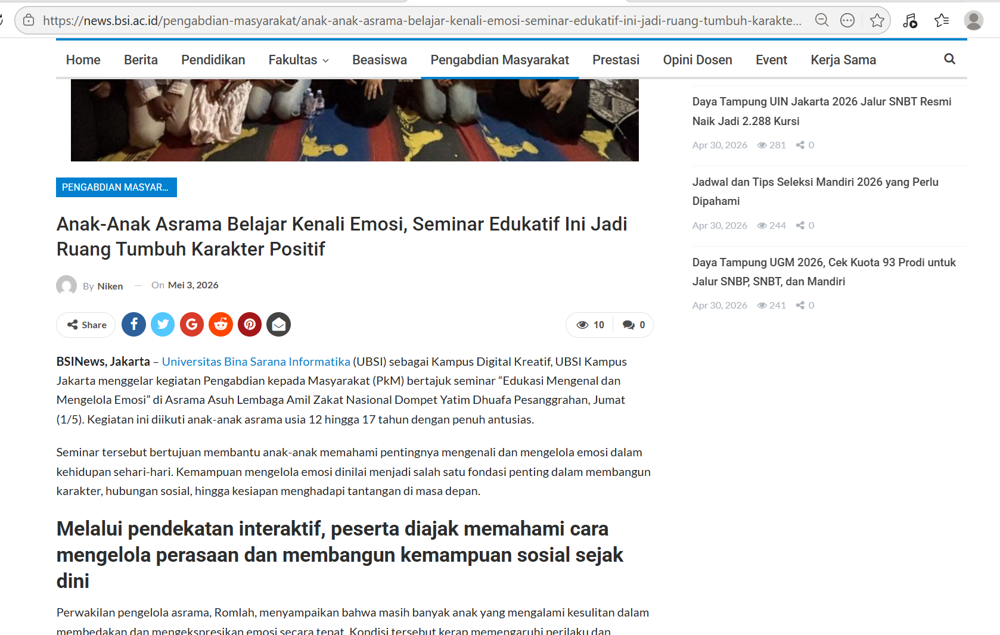 https://news.bsi.ac.id/pengabdian-masyarakat/anak-anak-asrama-belajar-kenali-emosi-seminar-edukatif-ini-jadi-ruang-tumbuh-karakte...
Home Berita Pendidikan Fakultas Beasiswa Pengabdian Masyarakat Prestasi Opini Dosen Event Kerja Sama
PENGABDIAN MASYAR...
Anak-Anak Asrama Belajar Kenali Emosi, Seminar Edukatif Ini Jadi
Ruang Tumbuh Karakter Positif
By Niken — On Mei 3, 2026
Share
10 0
BSINews, Jakarta – Universitas Bina Sarana Informatika (UBSI) sebagai Kampus Digital Kreatif, UBSI Kampus
Jakarta menggelar kegiatan Pengabdian kepada Masyarakat (PkM) bertajuk seminar “Edukasi Mengenal dan
Mengelola Emosi” di Asrama Asuh Lembaga Amil Zakat Nasional Dompet Yatim Dhuafa Pesanggrahan, Jumat
(1/5). Kegiatan ini diikuti anak-anak asrama usia 12 hingga 17 tahun dengan penuh antusias.
Seminar tersebut bertujuan membantu anak-anak memahami pentingnya mengenali dan mengelola emosi dalam
kehidupan sehari-hari. Kemampuan mengelola emosi dinilai menjadi salah satu fondasi penting dalam membangun
karakter, hubungan sosial, hingga kesiapan menghadapi tantangan di masa depan.
Melalui pendekatan interaktif, peserta diajak memahami cara
mengelola perasaan dan membangun kemampuan sosial sejak
dini
Perwakilan pengelola asrama, Romlah, menyampaikan bahwa masih banyak anak yang mengalami kesulitan dalam
membedakan dan mengekspresikan emosi secara tepat. Kondisi tersebut kerap memengaruhi perilaku dan
Daya Tampung UIN Jakarta 2026 Jalur SNBT Resmi
Naik Jadi 2.288 Kursi
Apr 30, 2026 281 0
Jadwal dan Tips Seleksi Mandiri 2026 yang Perlu
Dipahami
Apr 30, 2026 244 0
Daya Tampung UGM 2026, Cek Kuota 93 Prodi untuk
Jalur SNBP, SNBT, dan Mandiri
Apr 30, 2026 241 0